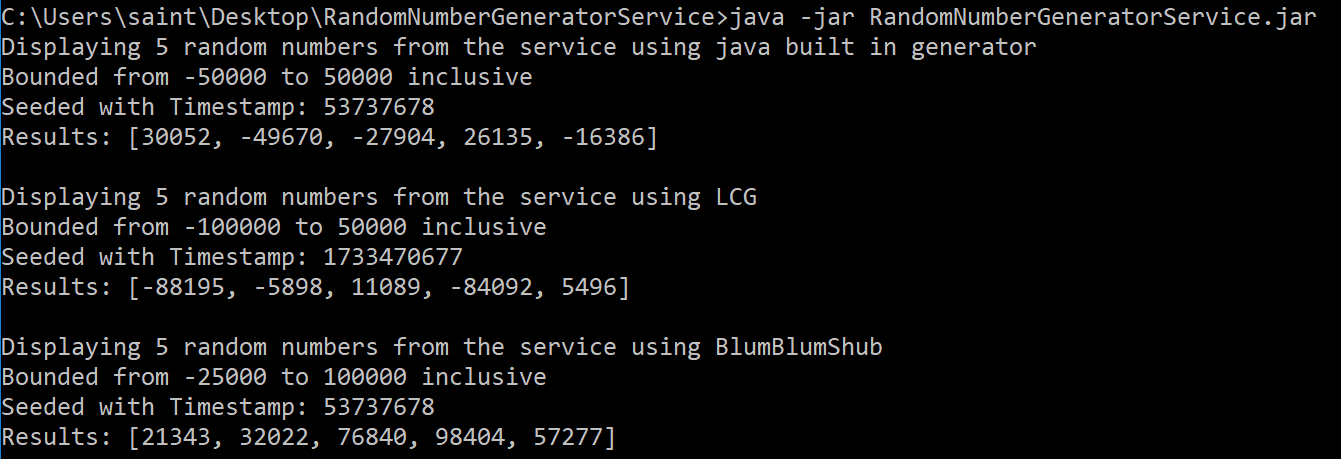 C:\Users\saint\Desktop\RandomNumberGeneratorService>java -jar RandomNumberGeneratorService.jar
Displaying 5 random numbers from the service using java built in generator
Bounded from -50000 to 50000 inclusive
Seeded with Timestamp: 53737678
Results: [30052, -49670, -27904, 26135, -16386]
Displaying 5 random numbers from the service using LCG
Bounded from -100000 to 50000 inclusive
Seeded with Timestamp: 1733470677
Results: [-88195, -5898, 11089, -84092, 5496]
Displaying 5 random numbers from the service using BlumBlumShub
Bounded from -25000 to 100000 inclusive
Seeded with Timestamp: 53737678
Results: [21343, 32022, 76840, 98404, 57277]